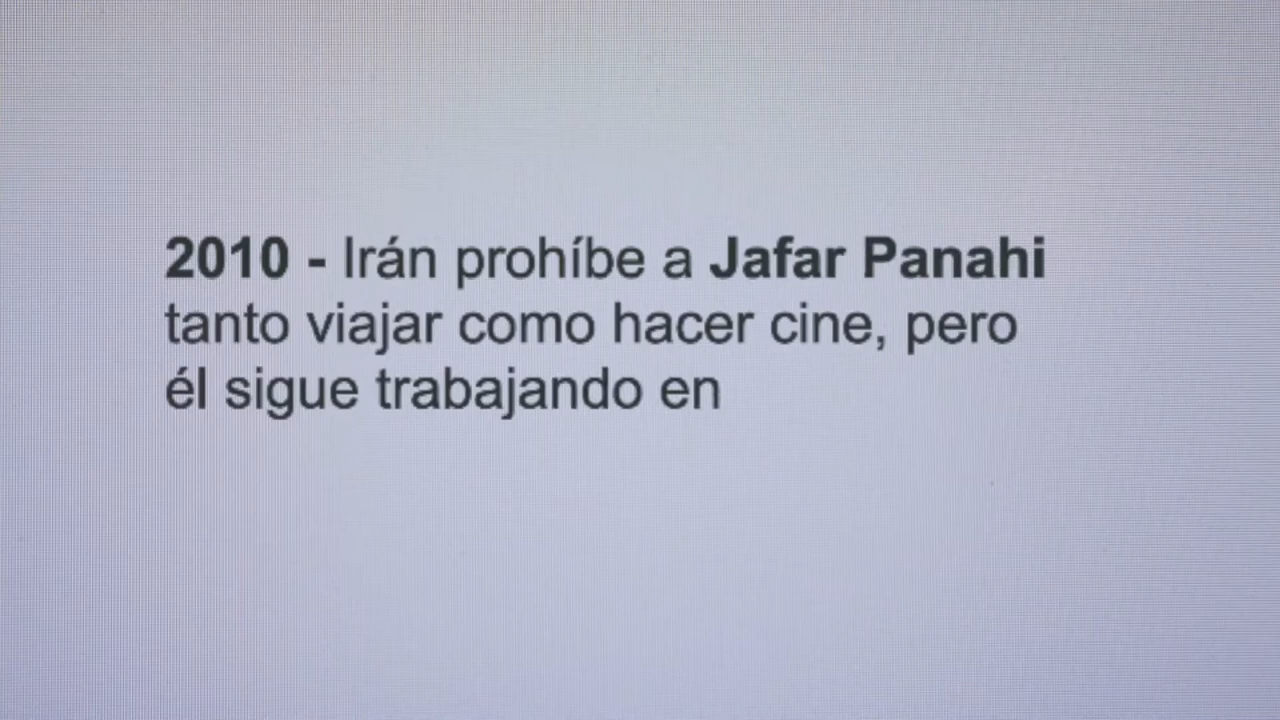 2010 - Irán prohíbe a Jafar Panahi
tanto viajar como hacer cine, pero
él sigue trabajando en